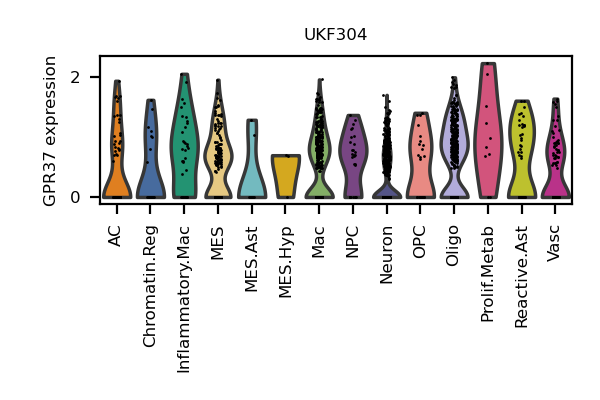 UKF304
GPR37 expression
2
0
AC
Chromatin.Reg
Inflammatory.Mac
MES
MES.Ast
MES.Hyp
Mac
NPC
Neuron
OPC
Oligo
Prolif.Metab
Reactive.Ast
Vasc